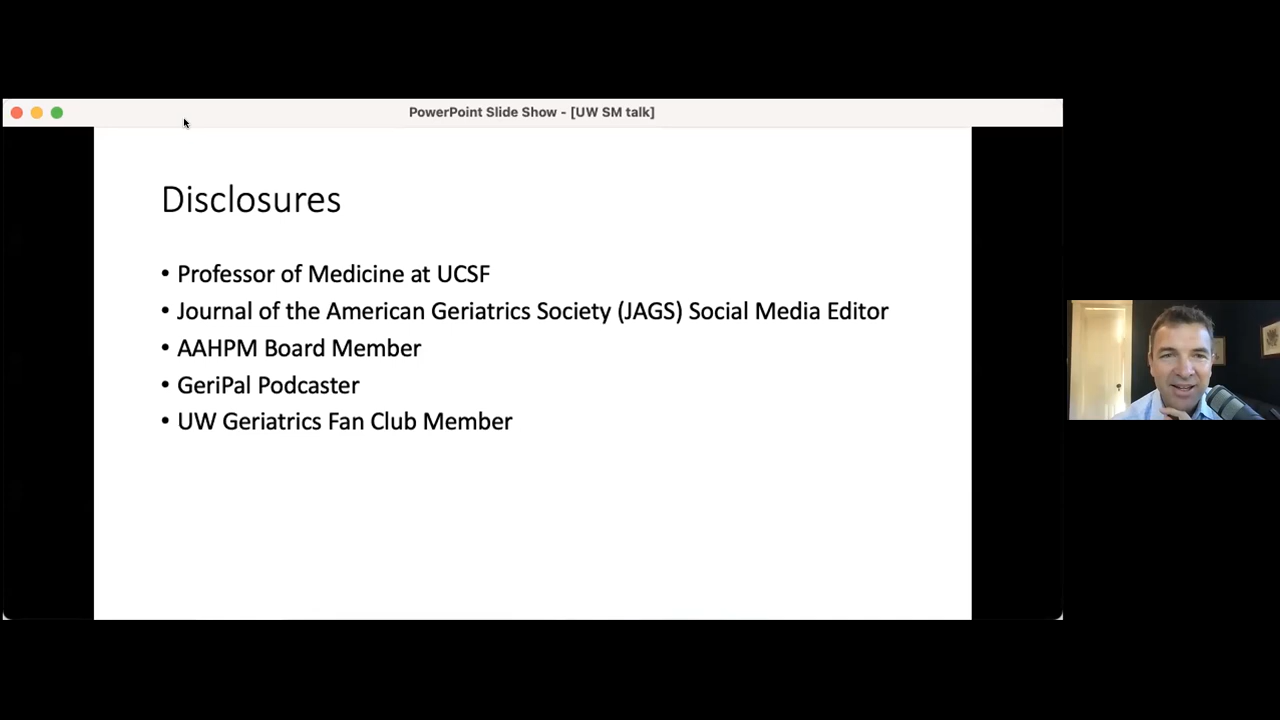 PowerPoint Slide Show - [UW SM talk]
Disclosures
• Professor of Medicine at UCSF
• Journal of the American Geriatrics Society (JAGS) Social Media Editor
• AAHPM Board Member
• GeriPal Podcaster
• UW Geriatrics Fan Club Member